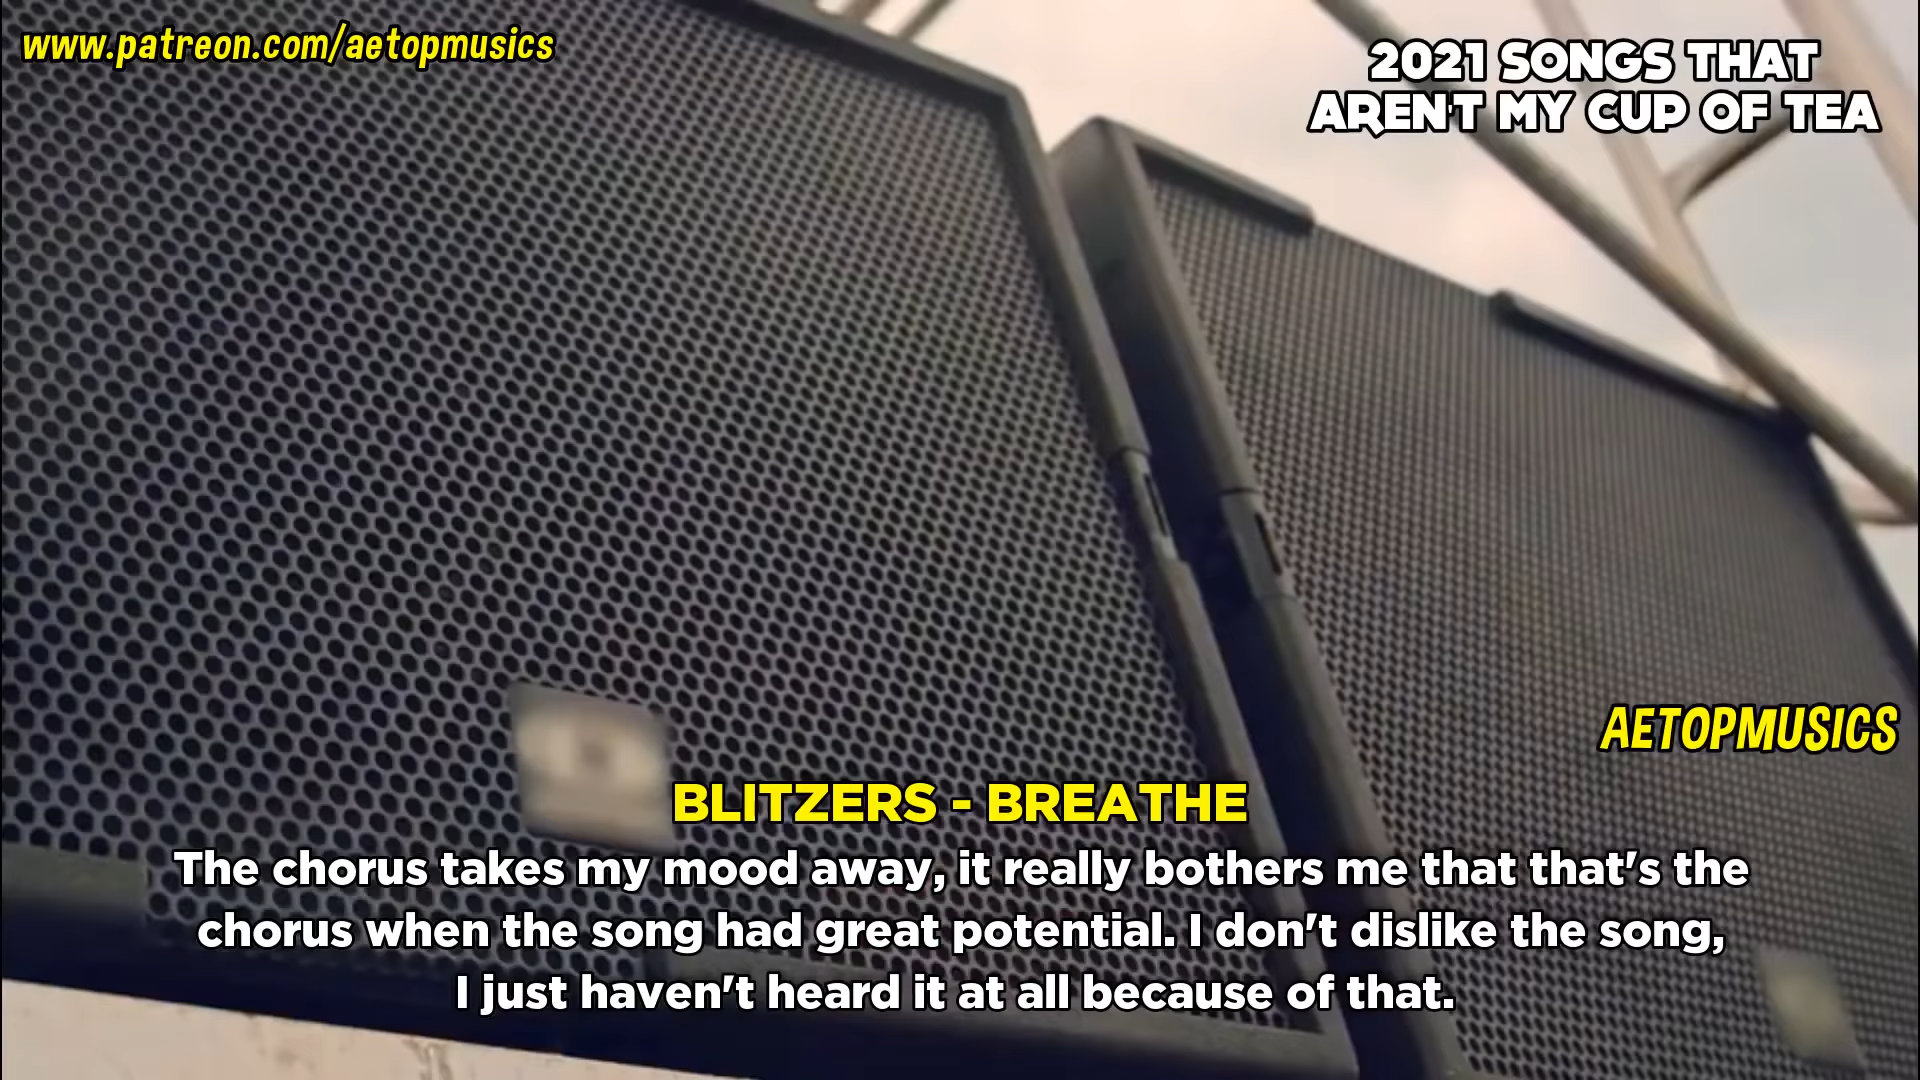 www.patreon.com/aetopmusics
2021 SONGS THAT
AREN'T MY CUP OF TEA
AETOPMUSICS
BLITZERS - BREATHE
The chorus takes my mood away, it really bothers me that that's the
chorus when the song had great potential. I don't dislike the song,
I just haven't heard it at all because of that.